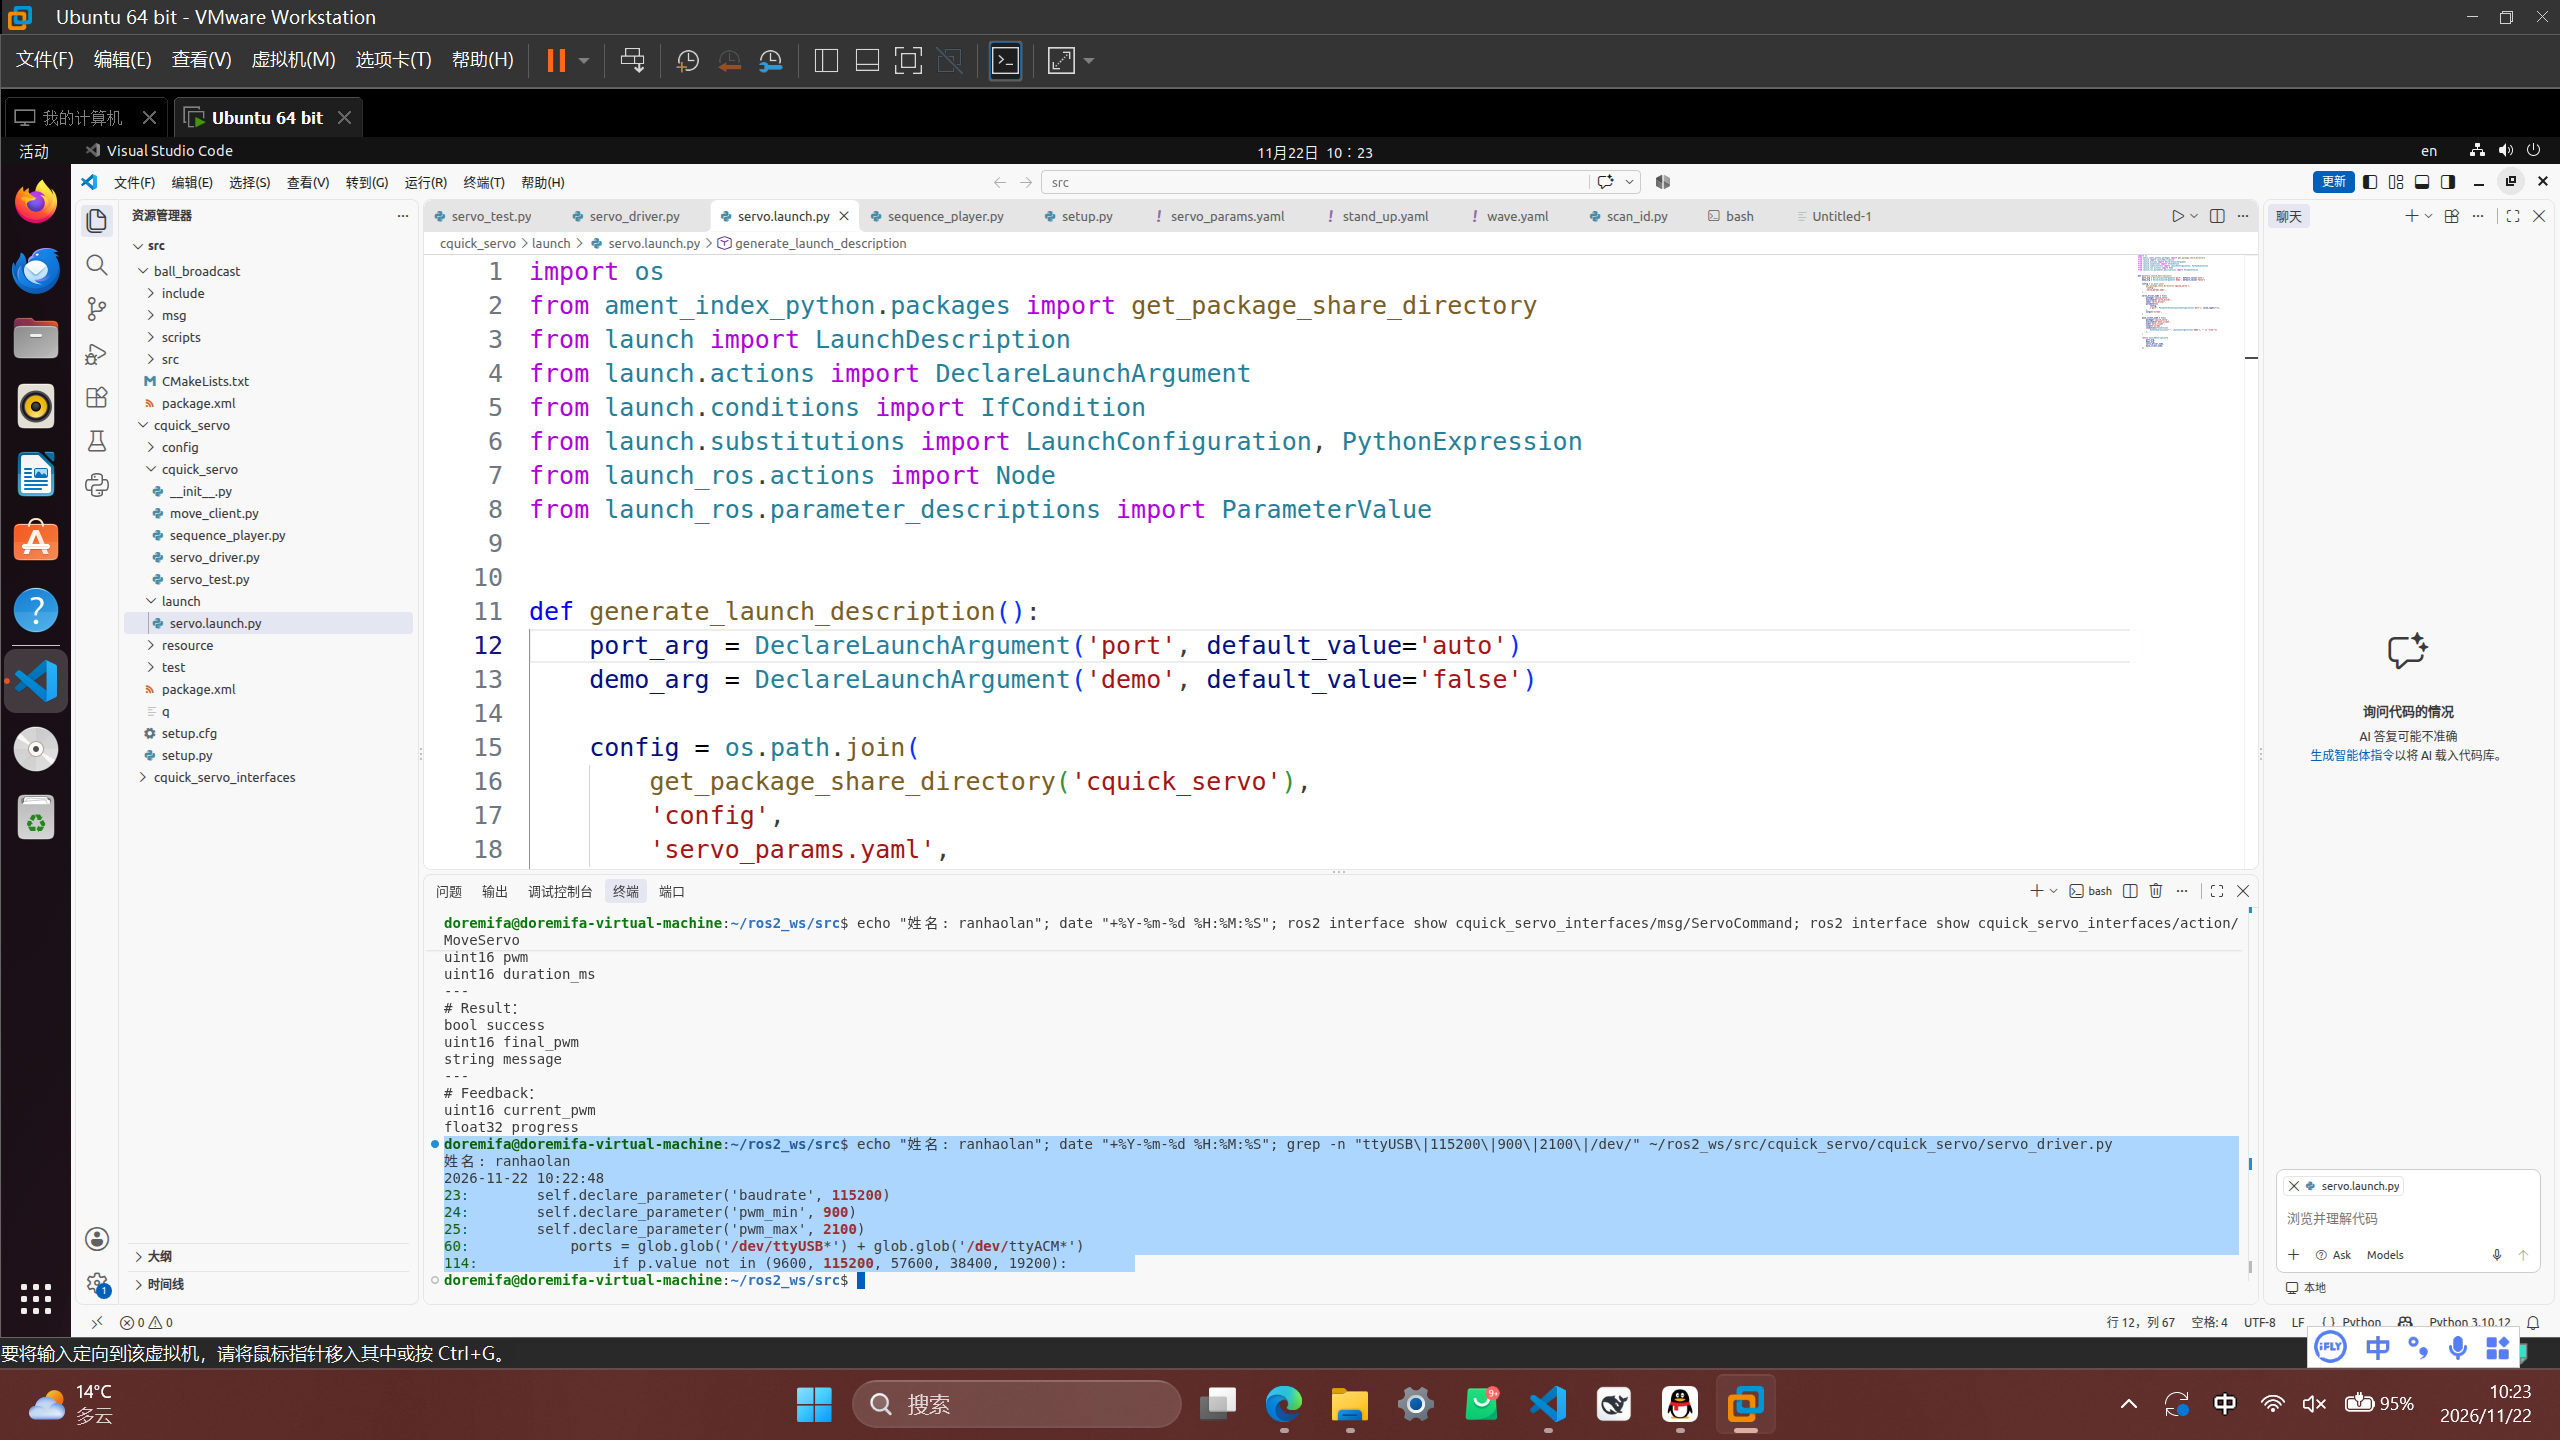 Ubuntu 64 bit - VMware Workstation
文件(F) 编辑(E) 查看(V) 虚拟机(M) 选项卡(T) 帮助(H)
我的计算机 Ubuntu 64 bit
活动 Visual Studio Code 11月22日 10：23 en
文件(F) 编辑(E) 选择(S) 查看(V) 转到(G) 运行(R) 终端(T) 帮助(H) src 更新
资源管理器
src
ball_broadcast
include
msg
scripts
src
CMakeLists.txt
package.xml
cquick_servo
config
cquick_servo
__init__.py
move_client.py
sequence_player.py
servo_driver.py
servo_test.py
launch
servo.launch.py
resource
test
package.xml
q
setup.cfg
setup.py
cquick_servo_interfaces
大纲
时间线
servo_test.py servo_driver.py servo.launch.py sequence_player.py setup.py servo_params.yaml stand_up.yaml wave.yaml scan_id.py bash Untitled-1
cquick_servo launch servo.launch.py generate_launch_description
1 import os
2 from ament_index_python.packages import get_package_share_directory
3 from launch import LaunchDescription
4 from launch.actions import DeclareLaunchArgument
5 from launch.conditions import IfCondition
6 from launch.substitutions import LaunchConfiguration, PythonExpression
7 from launch_ros.actions import Node
8 from launch_ros.parameter_descriptions import ParameterValue
9
10
11 def generate_launch_description():
12 port_arg = DeclareLaunchArgument('port', default_value='auto')
13 demo_arg = DeclareLaunchArgument('demo', default_value='false')
14
15 config = os.path.join(
16 get_package_share_directory('cquick_servo'),
17 'config',
18 'servo_params.yaml',
问题 输出 调试控制台 终端 端口 bash
doremifa@doremifa-virtual-machine:~/ros2_ws/src$ echo "姓名: ranhaolan"; date "+%Y-%m-%d %H:%M:%S"; ros2 interface show cquick_servo_interfaces/msg/ServoCommand; ros2 interface show cquick_servo_interfaces/action/
MoveServo
uint16 pwm
uint16 duration_ms
---
# Result:
bool success
uint16 final_pwm
string message
---
# Feedback:
uint16 current_pwm
float32 progress
doremifa@doremifa-virtual-machine:~/ros2_ws/src$ echo "姓名: ranhaolan"; date "+%Y-%m-%d %H:%M:%S"; grep -n "ttyUSB\|115200\|900\|2100\|/dev/" ~/ros2_ws/src/cquick_servo/cquick_servo/servo_driver.py
姓名: ranhaolan
2026-11-22 10:22:48
23: self.declare_parameter('baudrate', 115200)
24: self.declare_parameter('pwm_min', 900)
25: self.declare_parameter('pwm_max', 2100)
60: ports = glob.glob('/dev/ttyUSB*') + glob.glob('/dev/ttyACM*')
114: if p.value not in (9600, 115200, 57600, 38400, 19200):
doremifa@doremifa-virtual-machine:~/ros2_ws/src$
聊天
询问代码的情况
AI 答复可能不准确
生成智能体指令以将 AI 载入代码库。
servo.launch.py
浏览并理解代码
Ask Models
本地
1
0 0 行 12，列 67 空格: 4 UTF-8 LF { } Python Python 3.10.12
要将输入定向到该虚拟机，请将鼠标指针移入其中或按 Ctrl+G。
iFLY 中
14°C
多云
搜索
9+
中 95%
10:23
2026/11/22